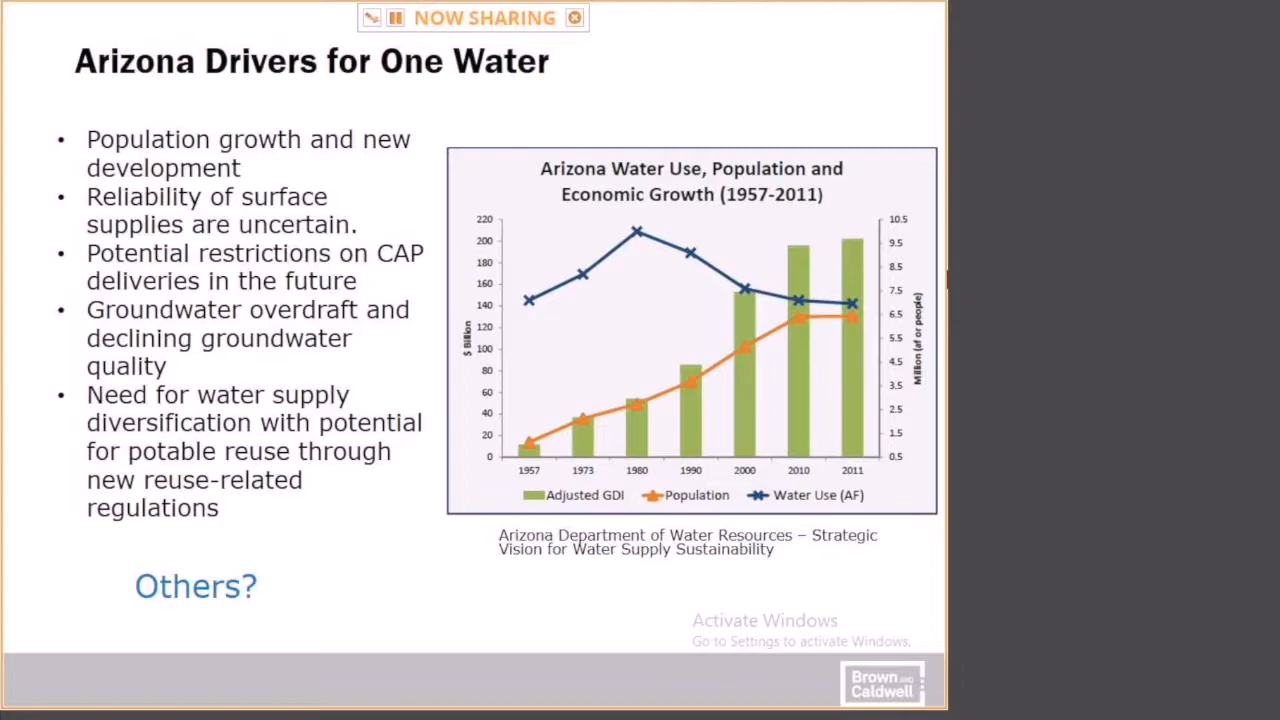 NOW SHARING
Arizona Drivers for One Water
• Population growth and new
development
• Reliability of surface
supplies are uncertain.
• Potential restrictions on CAP
deliveries in the future
• Groundwater overdraft and
declining groundwater
quality
• Need for water supply
diversification with potential
for potable reuse through
new reuse-related
regulations
Others?
Arizona Water Use, Population and
Economic Growth (1957-2011)
$ Billion
220
200
180
160
140
120
100
80
60
40
20
0
10.5
9.5
8.5
7.5
6.5
5.5
4.5
3.5
2.5
1.5
0.5
Million (af or people)
1957 1973 1980 1990 2000 2010 2011
Adjusted GDI Population Water Use (AF)
Arizona Department of Water Resources – Strategic
Vision for Water Supply Sustainability
Activate Windows
Go to Settings to activate Windows.
Brown AND
Caldwell